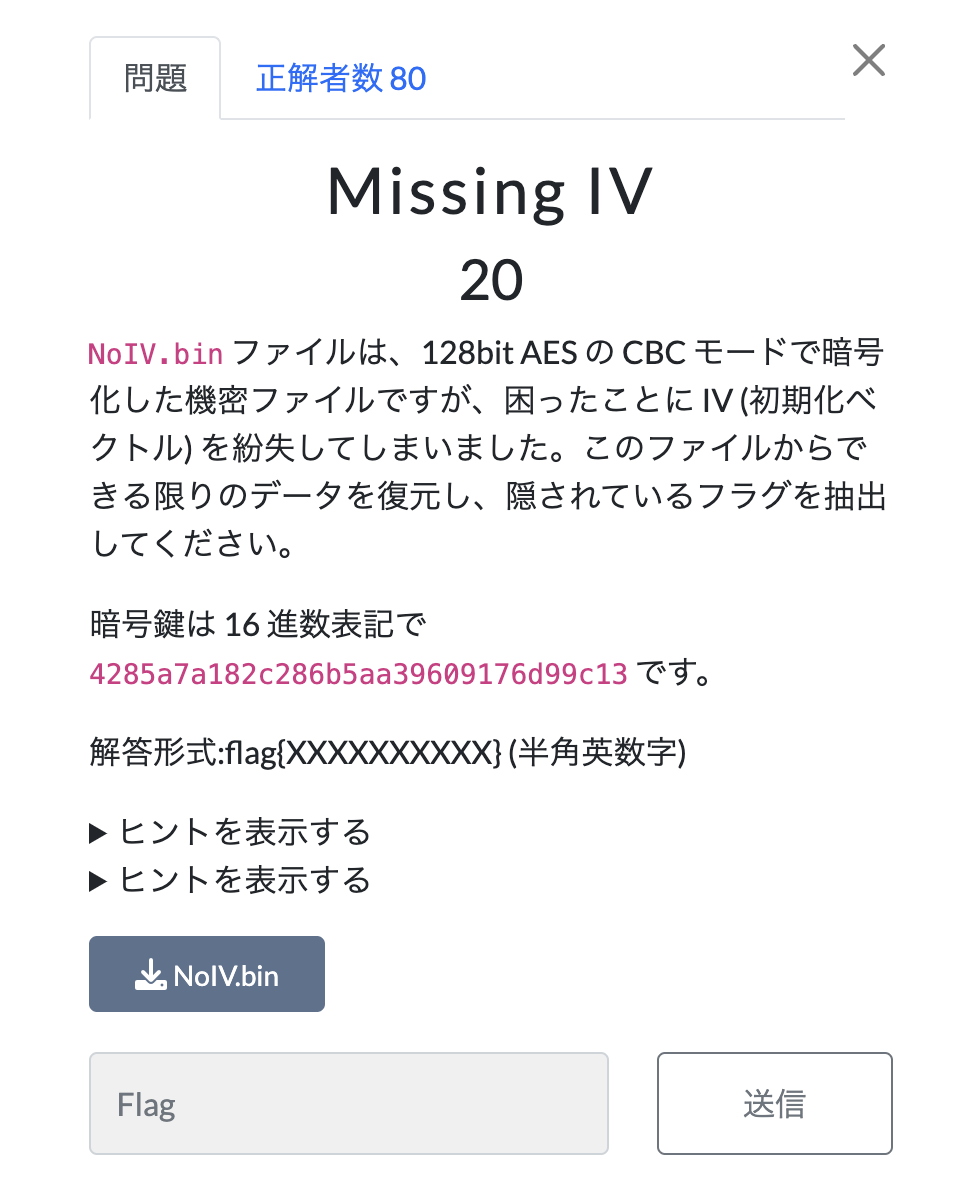 問題
正解者数 80
Missing IV
20
NoIV.bin ファイルは、128bit AES の CBC モードで暗号
化した機密ファイルですが、困ったことに IV (初期化ベ
クトル) を紛失してしまいました。このファイルからで
きる限りのデータを復元し、隠されているフラグを抽出
してください。
暗号鍵は 16 進数表記で
4285a7a182c286b5aa39609176d99c13 です。
解答形式:flag{XXXXXXXXXX} (半角英数字)
▶ ヒントを表示する
▶ ヒントを表示する
NoIV.bin
Flag
送信